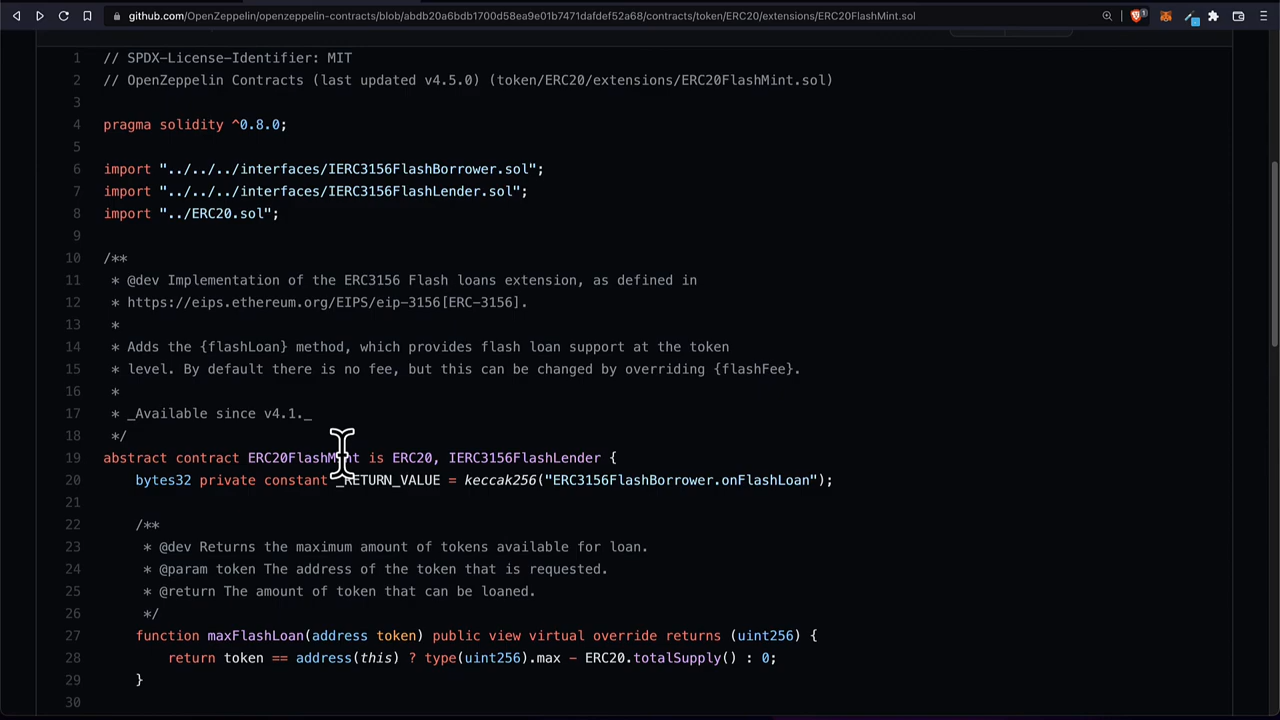 github.com/OpenZeppelin/openzeppelin-contracts/blob/abdb20a6bdb1700d58ea9e01b7471dafdef52a68/contracts/token/ERC20/extensions/ERC20FlashMint.sol
1 // SPDX-License-Identifier: MIT
2 // OpenZeppelin Contracts (last updated v4.5.0) (token/ERC20/extensions/ERC20FlashMint.sol)
3
4 pragma solidity ^0.8.0;
5
6 import "../../../interfaces/IERC3156FlashBorrower.sol";
7 import "../../../interfaces/IERC3156FlashLender.sol";
8 import "../ERC20.sol";
9
10 /**
11 * @dev Implementation of the ERC3156 Flash loans extension, as defined in
12 * https://eips.ethereum.org/EIPS/eip-3156[ERC-3156].
13 *
14 * Adds the {flashLoan} method, which provides flash loan support at the token
15 * level. By default there is no fee, but this can be changed by overriding {flashFee}.
16 *
17 * _Available since v4.1._
18 */
19 abstract contract ERC20FlashMint is ERC20, IERC3156FlashLender {
20 bytes32 private constant _RETURN_VALUE = keccak256("ERC3156FlashBorrower.onFlashLoan");
21
22 /**
23 * @dev Returns the maximum amount of tokens available for loan.
24 * @param token The address of the token that is requested.
25 * @return The amount of token that can be loaned.
26 */
27 function maxFlashLoan(address token) public view virtual override returns (uint256) {
28 return token == address(this) ? type(uint256).max - ERC20.totalSupply() : 0;
29 }
30